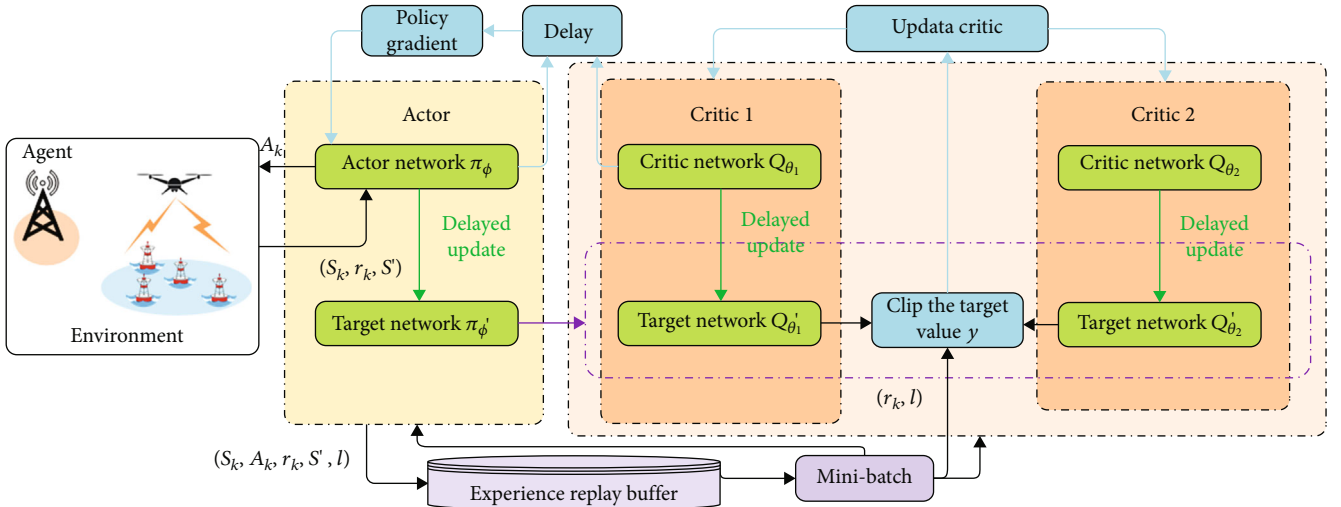 Policy
gradient
Delay
Updata critic
Actor
Critic 1
Critic 2
Agent
A_k
Actor network π_ϕ
Critic network Q_θ₁
Critic network Q_θ₂
Delayed
update
Delayed
update
Delayed
update
(S_k, r_k, S')
Environment
Target network π'_ϕ
Target network Q'_θ₁
Clip the target
value y
Target network Q'_θ₂
(r_k, l)
(S_k, A_k, r_k, S', l)
Experience replay buffer
Mini-batch